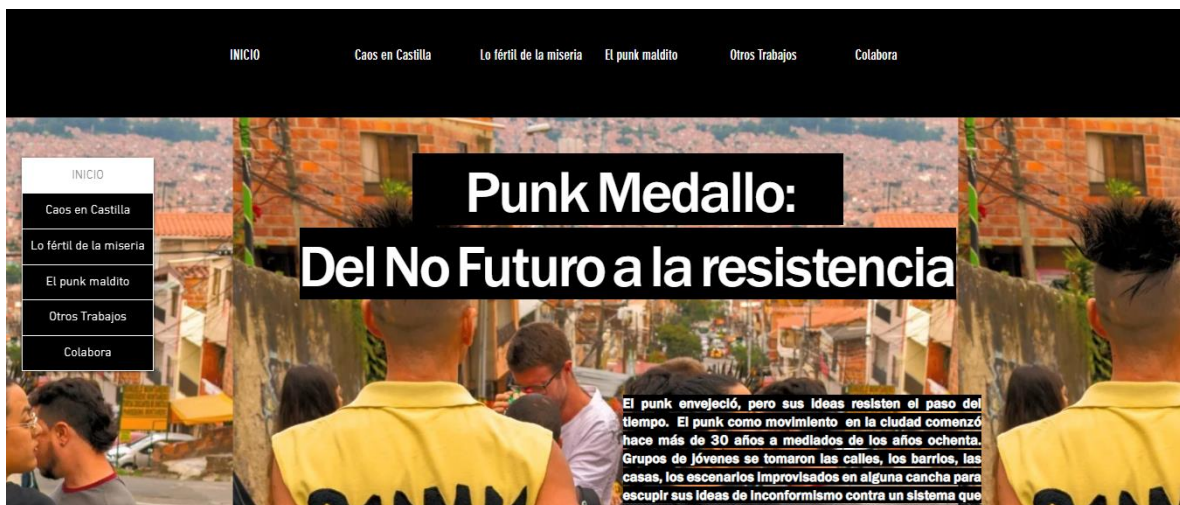 INICIO Caos en Castilla Lo fértil de la miseria El punk maldito Otros Trabajos Colabora
INICIO
Caos en Castilla
Lo fértil de la miseria
El punk maldito
Otros Trabajos
Colabora
Punk Medallo:
Del No Futuro a la resistencia
El punk envejeció, pero sus ideas resisten el paso del
tiempo. El punk como movimiento en la ciudad comenzó
hace más de 30 años a mediados de los años ochenta.
Grupos de jóvenes se tomaron las calles, los barrios, las
casas, los escenarios improvisados en alguna cancha para
escupir sus ideas de inconformismo contra un sistema que